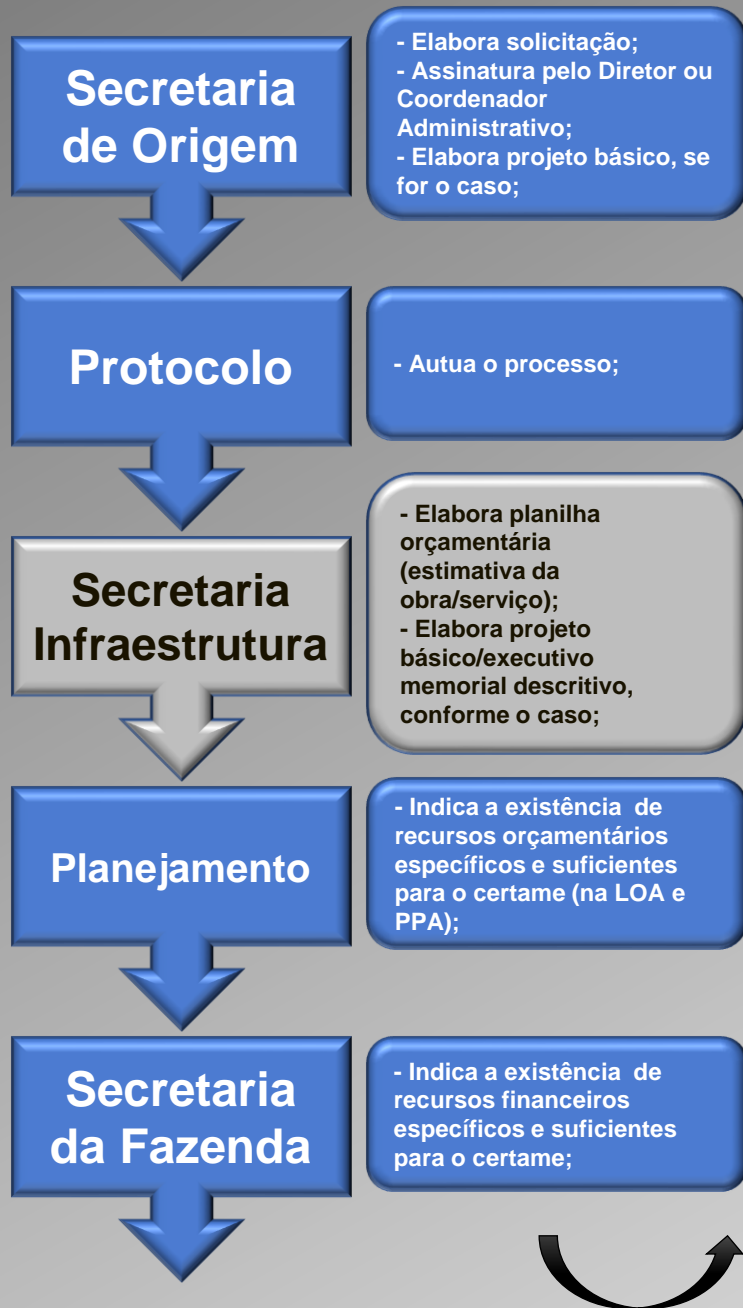 Secretaria
de Origem
- Elabora solicitação;
- Assinatura pelo Diretor ou
Coordenador
Administrativo;
- Elabora projeto básico, se
for o caso;
Protocolo
- Autua o processo;
Secretaria
Infraestrutura
- Elabora planilha
orçamentária
(estimativa da
obra/serviço);
- Elabora projeto
básico/executivo
memorial descritivo,
conforme o caso;
Planejamento
- Indica a existência  de
recursos orçamentários
específicos e suficientes
para o certame (na LOA e
PPA);
Secretaria
da Fazenda
- Indica a existência  de
recursos financeiros
específicos e suficientes
para o certame;